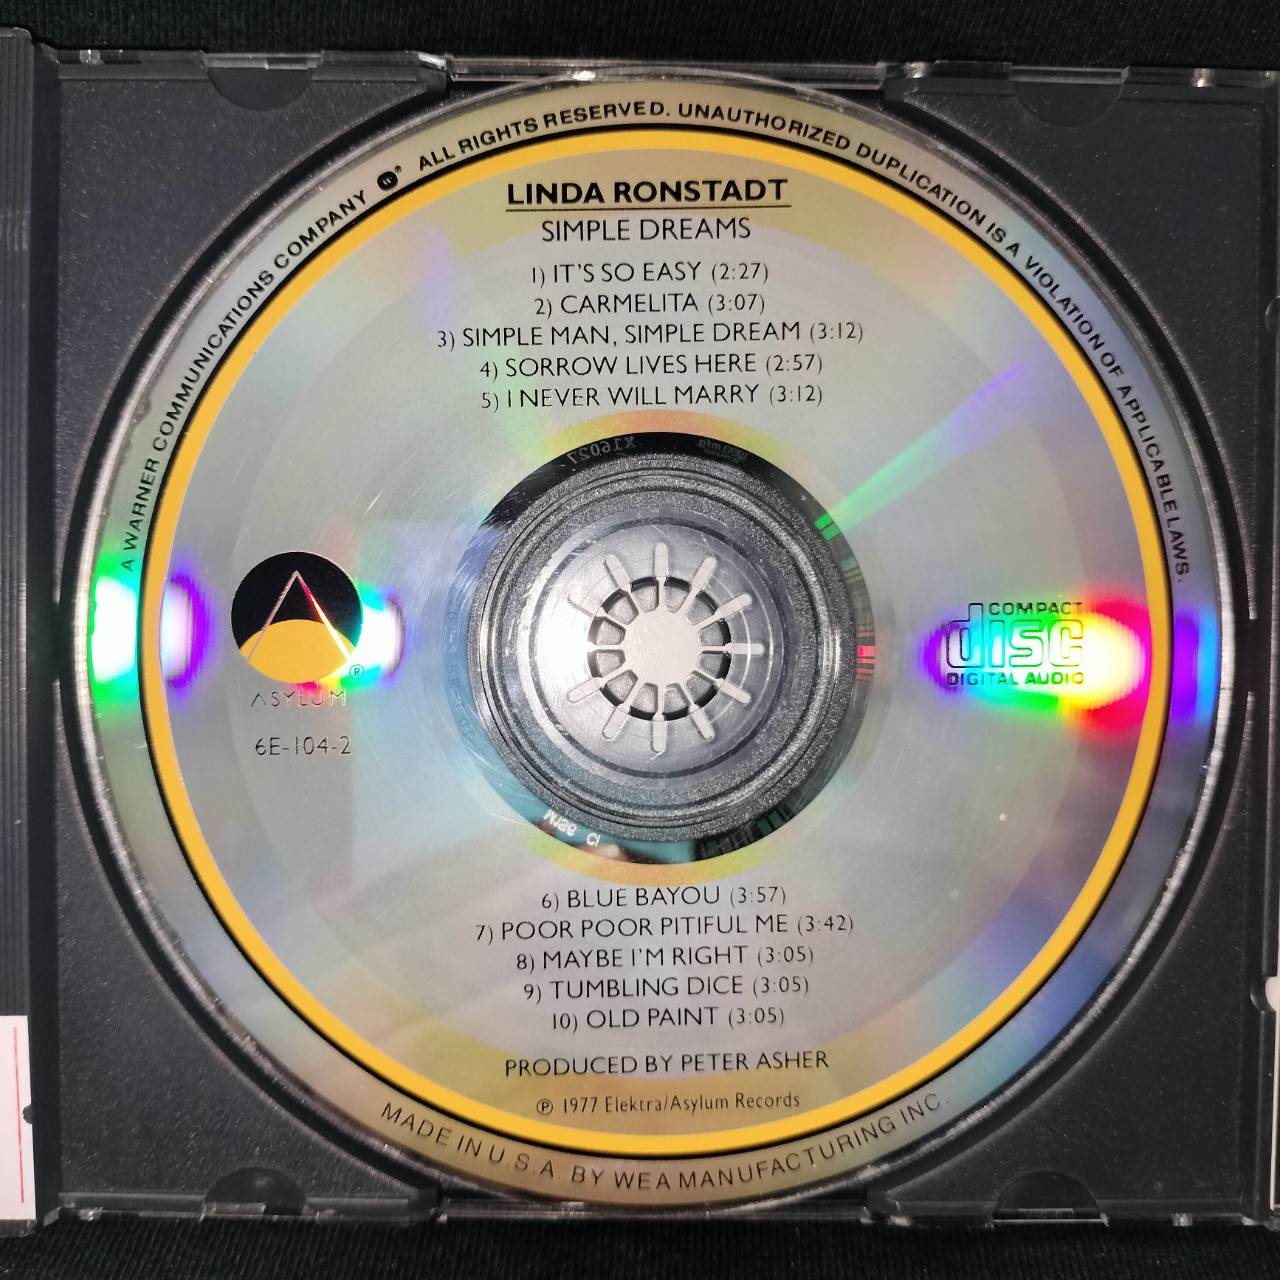 A WARNER COMMUNICATIONS COMPANY ® ALL RIGHTS RESERVED. UNAUTHORIZED DUPLICATION IS A VIOLATION OF APPLICABLE LAWS.
LINDA RONSTADT
SIMPLE DREAMS
1) IT'S SO EASY (2:27)
2) CARMELITA (3:07)
3) SIMPLE MAN, SIMPLE DREAM (3:12)
4) SORROW LIVES HERE (2:57)
5) I NEVER WILL MARRY (3:12)
X16027
®
ASYLUM
6E-104-2
COMPACT
disc
DIGITAL AUDIO
6) BLUE BAYOU (3:57)
7) POOR POOR PITIFUL ME (3:42)
8) MAYBE I'M RIGHT (3:05)
9) TUMBLING DICE (3:05)
10) OLD PAINT (3:05)
PRODUCED BY PETER ASHER
℗ 1977 Elektra/Asylum Records
MADE IN U.S.A. BY WEA MANUFACTURING INC.